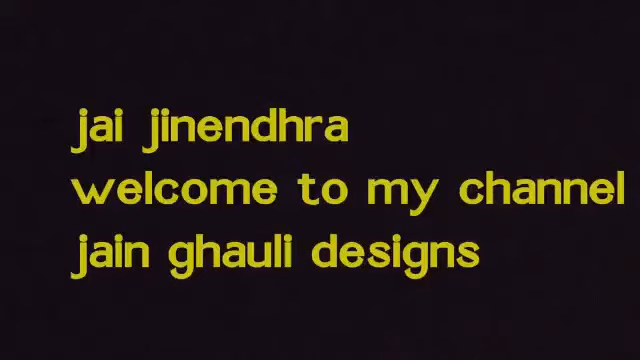 jai jinendhra
welcome to my channel
jain ghauli designs